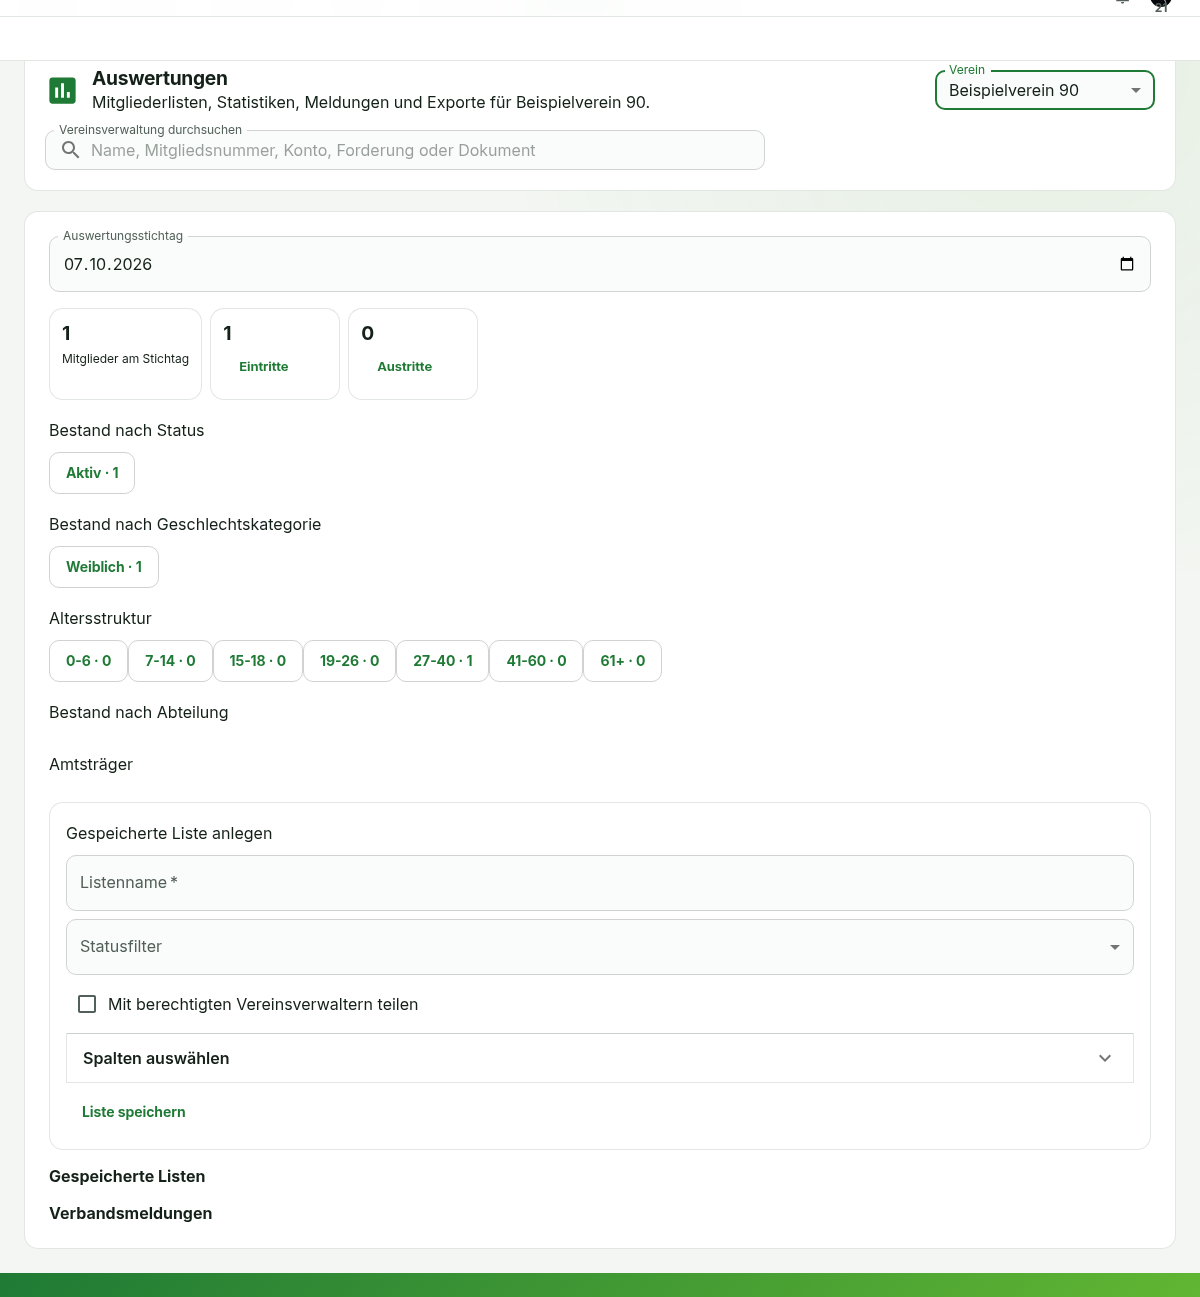 21
Auswertungen
Mitgliederlisten, Statistiken, Meldungen und Exporte für Beispielverein 90.
Verein
Beispielverein 90
Vereinsverwaltung durchsuchen
Name, Mitgliedsnummer, Konto, Forderung oder Dokument
Auswertungsstichtag
07.10.2026
1
Mitglieder am Stichtag
1
Eintritte
0
Austritte
Bestand nach Status
Aktiv · 1
Bestand nach Geschlechtskategorie
Weiblich · 1
Altersstruktur
0-6 · 0
7-14 · 0
15-18 · 0
19-26 · 0
27-40 · 1
41-60 · 0
61+ · 0
Bestand nach Abteilung
Amtsträger
Gespeicherte Liste anlegen
Listenname *
Statusfilter
Mit berechtigten Vereinsverwaltern teilen
Spalten auswählen
Liste speichern
Gespeicherte Listen
Verbandsmeldungen